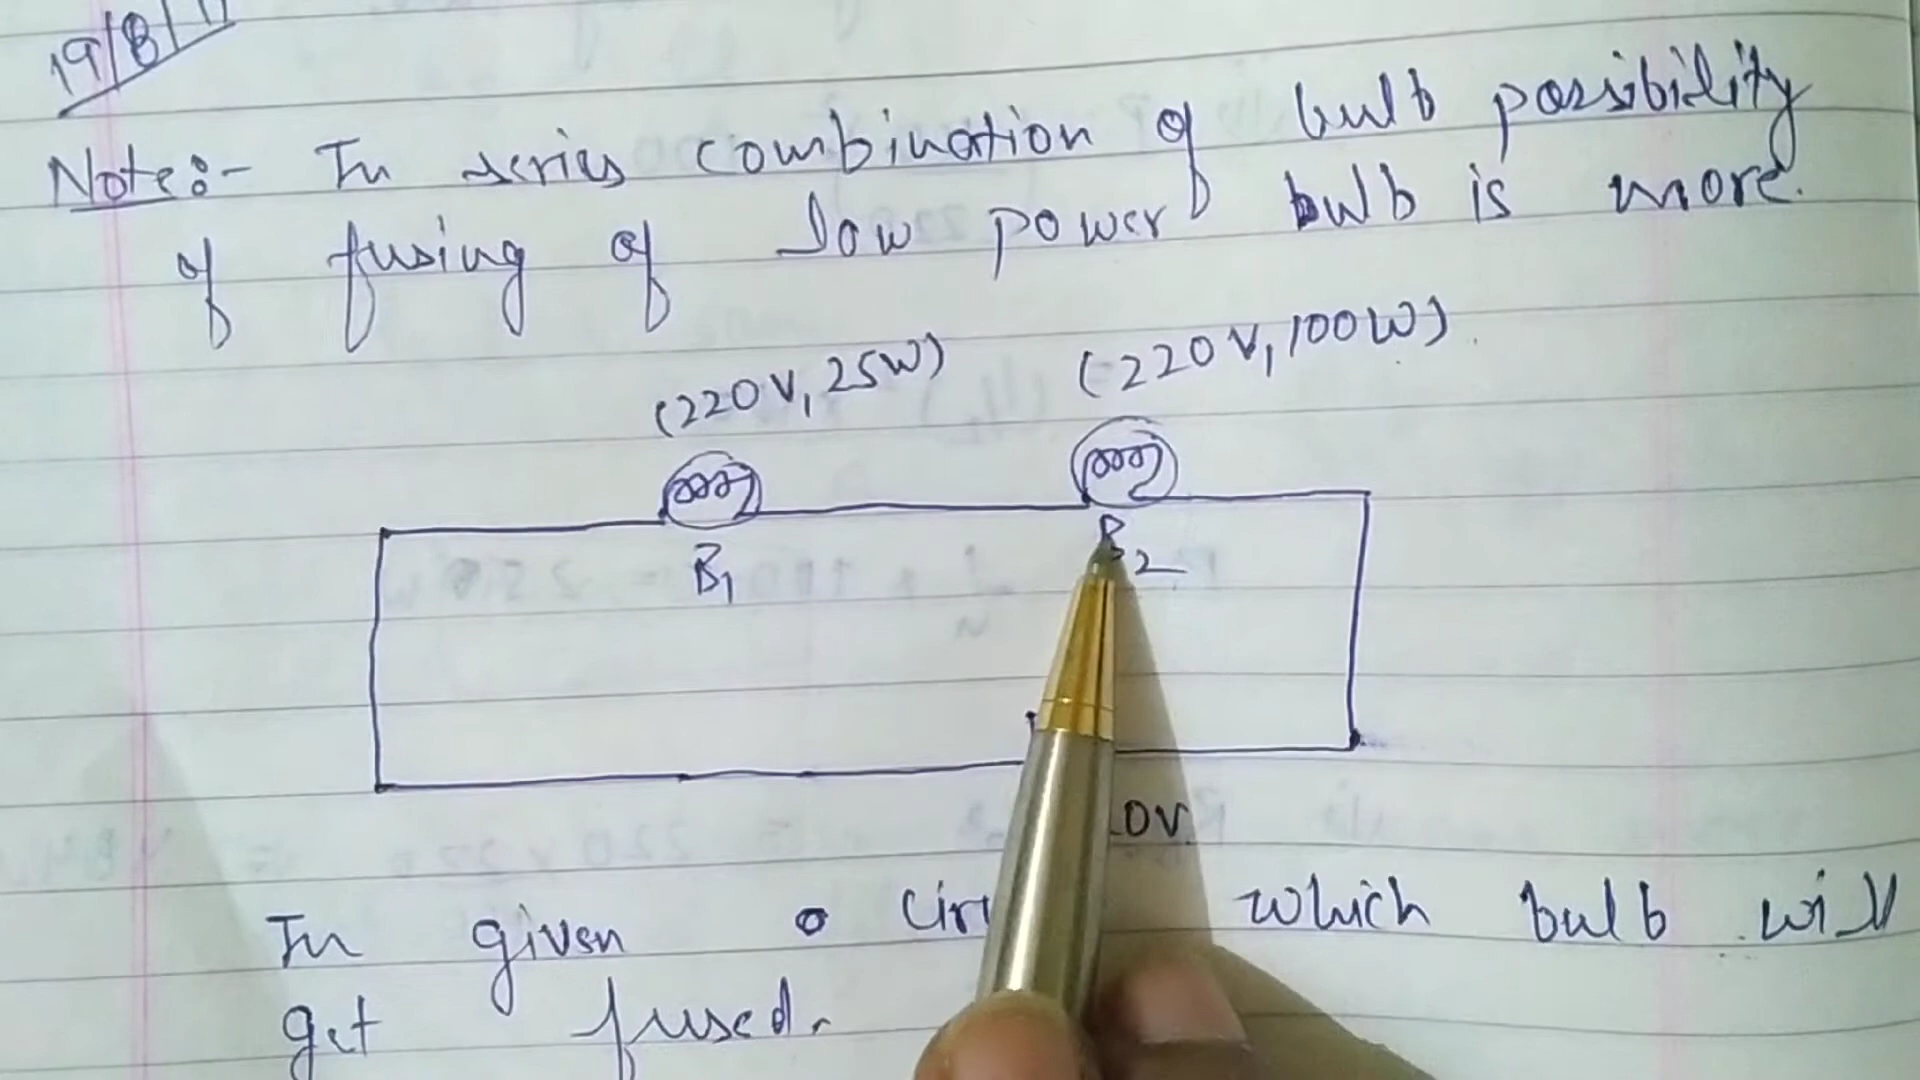 19/8/11
Note:- In series combination of bulb possibility
of fusing of low power bulb is more.
(220V, 25W) (220V, 100W)
B1 B2
0V
In given which bulb will
get fused.